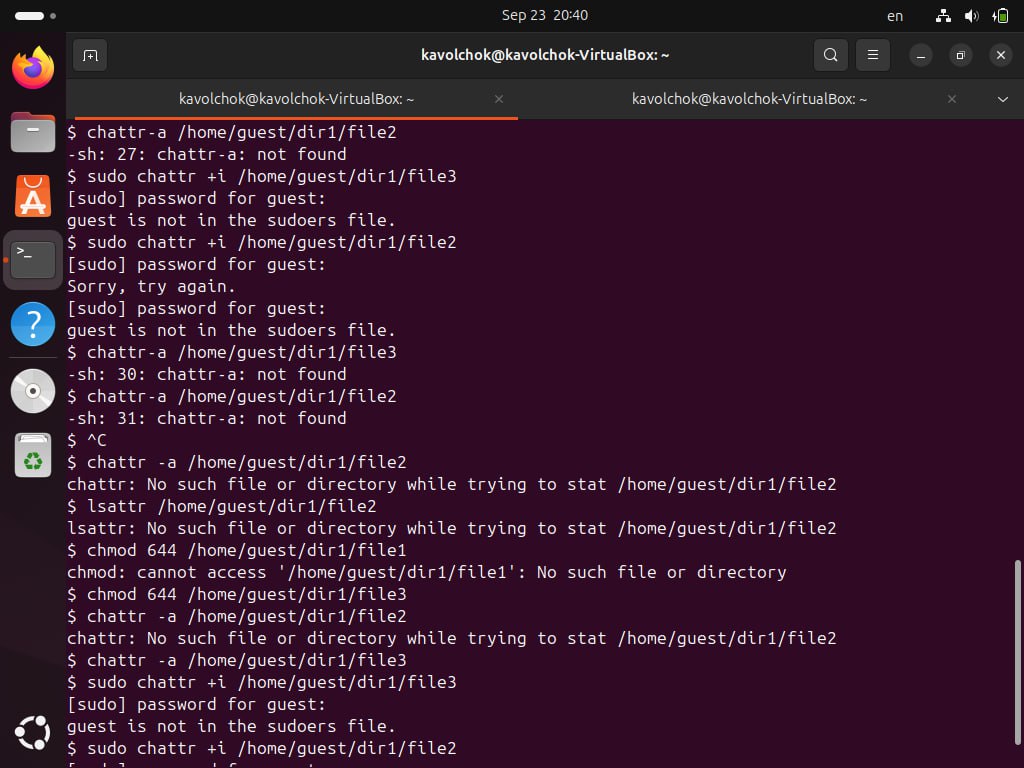 Sep 23 20:40
en
kavolchok@kavolchok-VirtualBox: ~
kavolchok@kavolchok-VirtualBox: ~
kavolchok@kavolchok-VirtualBox: ~
$ chattr-a /home/guest/dir1/file2
-sh: 27: chattr-a: not found
$ sudo chattr +i /home/guest/dir1/file3
[sudo] password for guest:
guest is not in the sudoers file.
$ sudo chattr +i /home/guest/dir1/file2
[sudo] password for guest:
Sorry, try again.
[sudo] password for guest:
guest is not in the sudoers file.
$ chattr-a /home/guest/dir1/file3
-sh: 30: chattr-a: not found
$ chattr-a /home/guest/dir1/file2
-sh: 31: chattr-a: not found
$ ^C
$ chattr -a /home/guest/dir1/file2
chattr: No such file or directory while trying to stat /home/guest/dir1/file2
$ lsattr /home/guest/dir1/file2
lsattr: No such file or directory while trying to stat /home/guest/dir1/file2
$ chmod 644 /home/guest/dir1/file1
chmod: cannot access '/home/guest/dir1/file1': No such file or directory
$ chmod 644 /home/guest/dir1/file3
$ chattr -a /home/guest/dir1/file2
chattr: No such file or directory while trying to stat /home/guest/dir1/file2
$ chattr -a /home/guest/dir1/file3
$ sudo chattr +i /home/guest/dir1/file3
[sudo] password for guest:
guest is not in the sudoers file.
$ sudo chattr +i /home/guest/dir1/file2